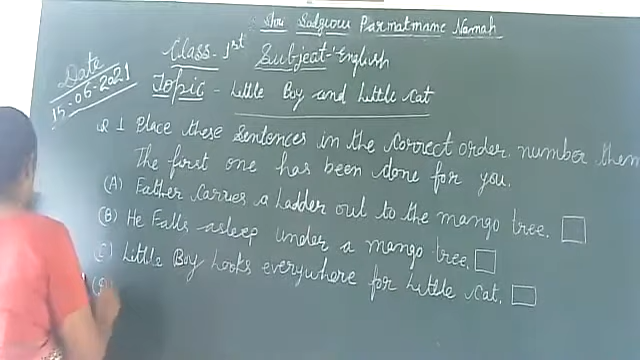 Shri Sadguru Parmatmane Namah
Class-1st Subject-English
Date
15-06-2021
Topic - Little Boy and Little Cat
Q 1 Place these sentences in the correct order, number them
The first one has been done for you.
(A) Father carries a ladder out to the mango tree.
(B) He Falls asleep under a mango tree.
(C) Little Boy looks everywhere for Little Cat.